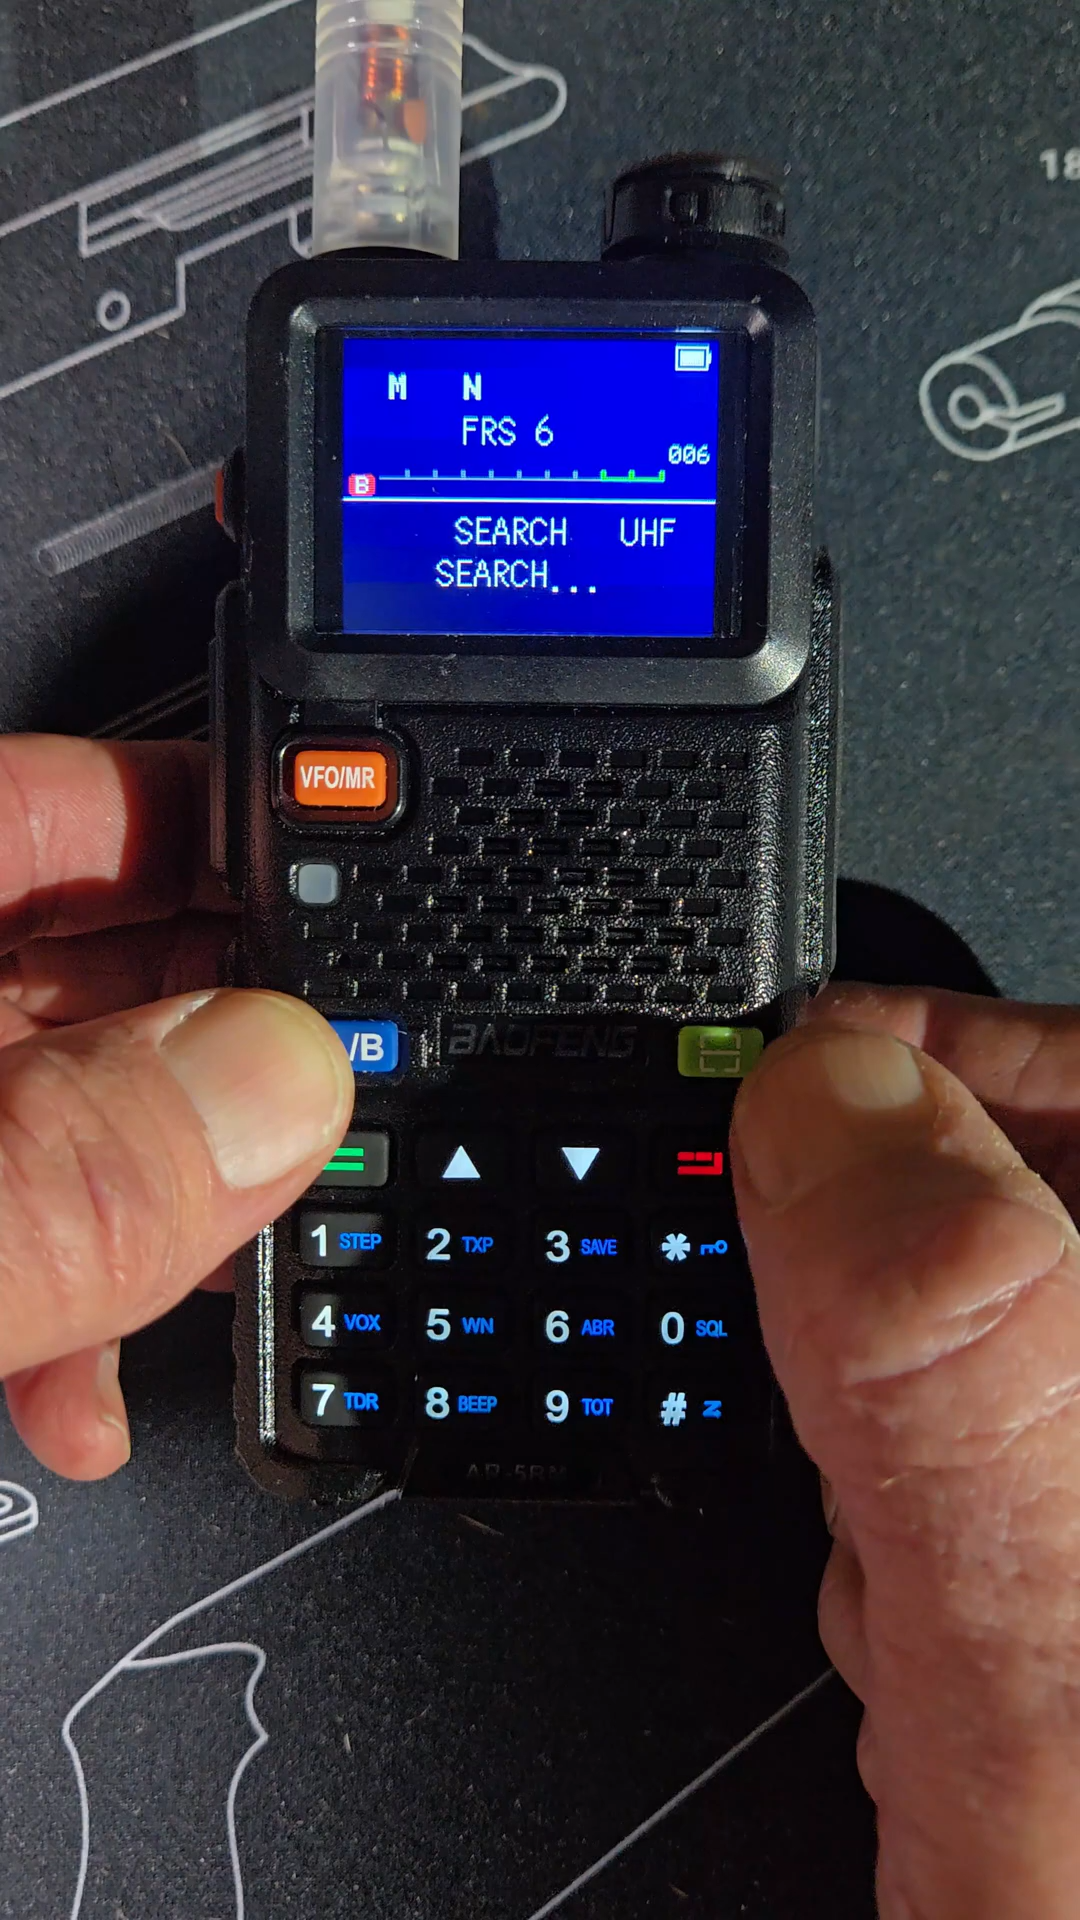 18
M N
FRS 6
006
B
SEARCH UHF
SEARCH...
VFO/MR
/B
BAOFENG
1 STEP 2 TXP 3 SAVE *
4 VOX 5 WN 6 ABR 0 SQL
7 TDR 8 BEEP 9 TOT #